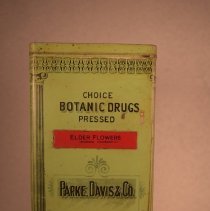 CHOICE
BOTANIC DRUGS
PRESSED
ELDER FLOWERS
PARKE, DAVIS & CO.